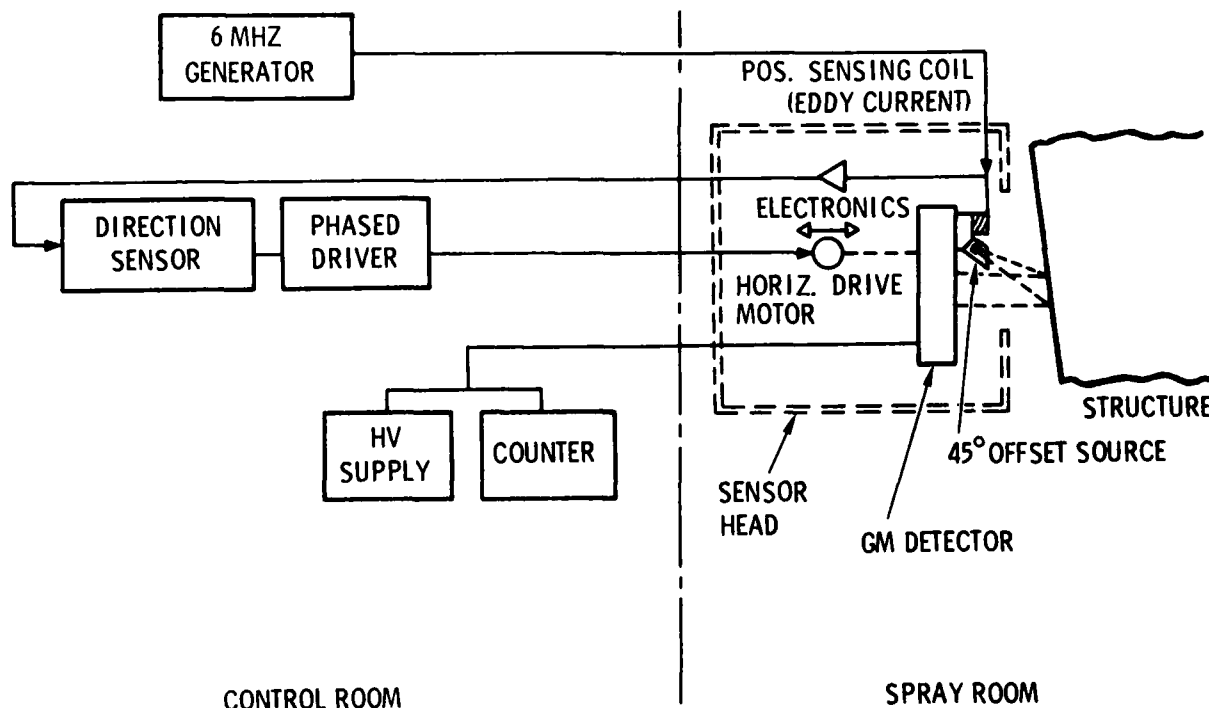 6 MHZ
GENERATOR
POS. SENSING COIL
(EDDY CURRENT)
ELECTRONICS
DIRECTION
SENSOR
PHASED
DRIVER
HORIZ. DRIVE
MOTOR
STRUCTURE
HV
SUPPLY
COUNTER
45° OFFSET SOURCE
SENSOR
HEAD
GM DETECTOR
CONTROL ROOM
SPRAY ROOM